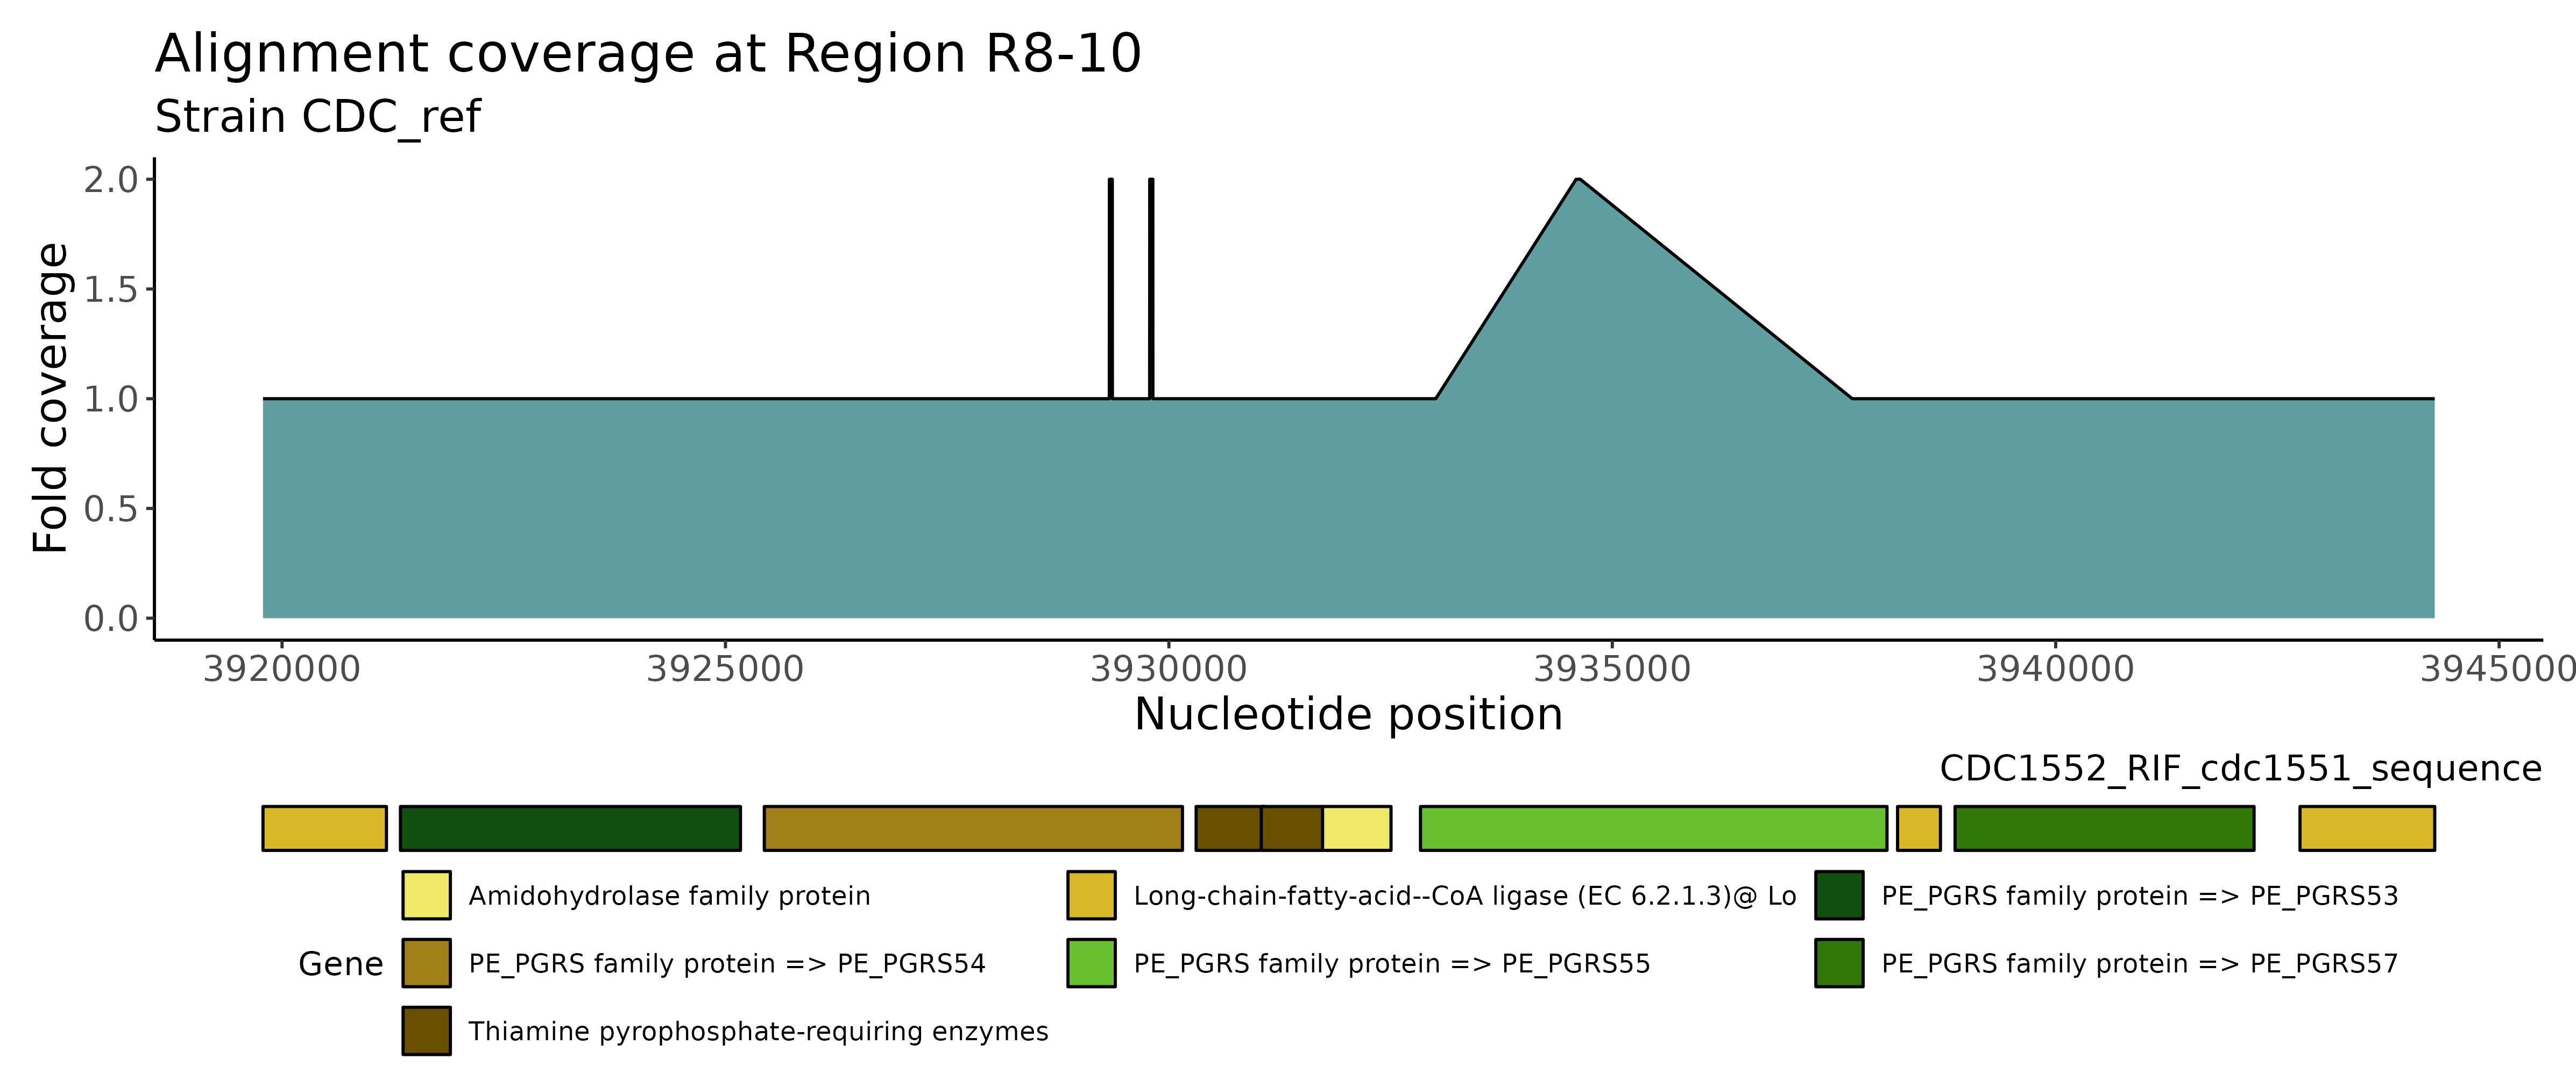 Alignment coverage at Region R8-10
Strain CDC_ref
2.0
1.5
1.0
0.5
0.0
Fold coverage
3920000 3925000 3930000 3935000 3940000 3945000
Nucleotide position
CDC1552_RIF_cdc1551_sequence
Gene
Amidohydrolase family protein
Long-chain-fatty-acid--CoA ligase (EC 6.2.1.3)@ Lo
PE_PGRS family protein => PE_PGRS53
PE_PGRS family protein => PE_PGRS54
PE_PGRS family protein => PE_PGRS55
PE_PGRS family protein => PE_PGRS57
Thiamine pyrophosphate-requiring enzymes